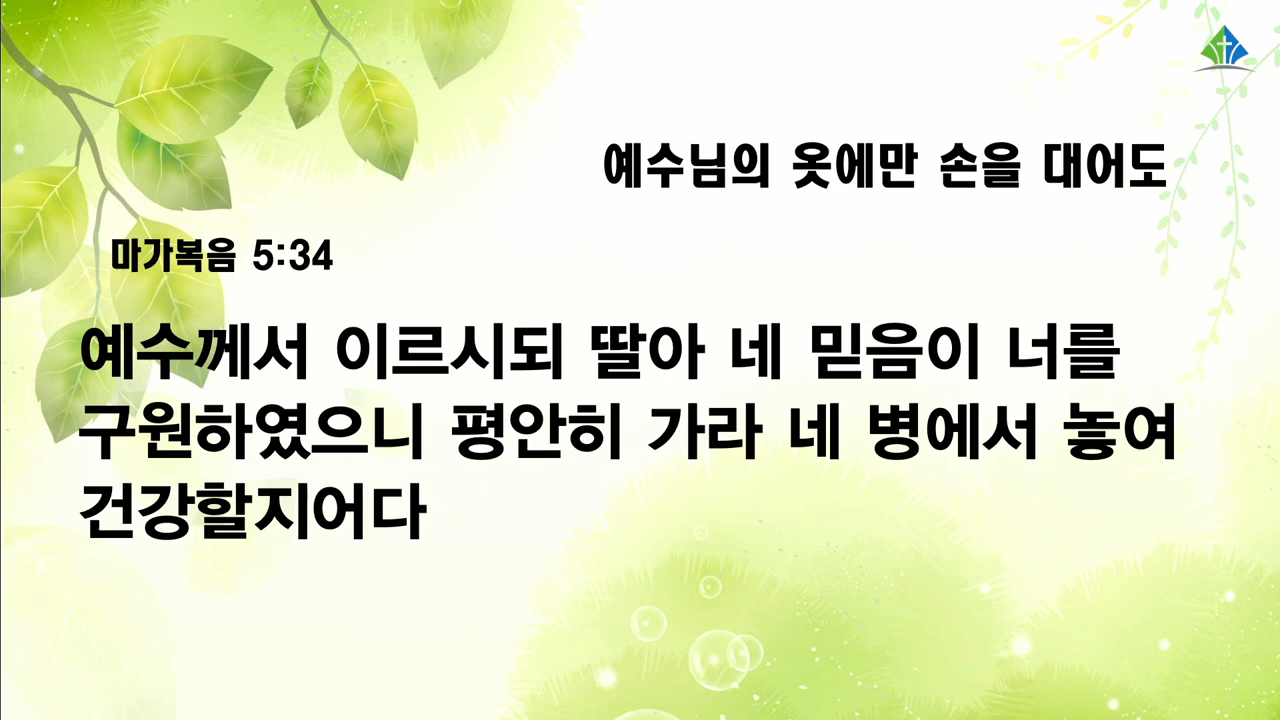 예수님의 옷에만 손을 대어도
마가복음 5:34
예수께서 이르시되 딸아 네 믿음이 너를
구원하였으니 평안히 가라 네 병에서 놓여
건강할지어다